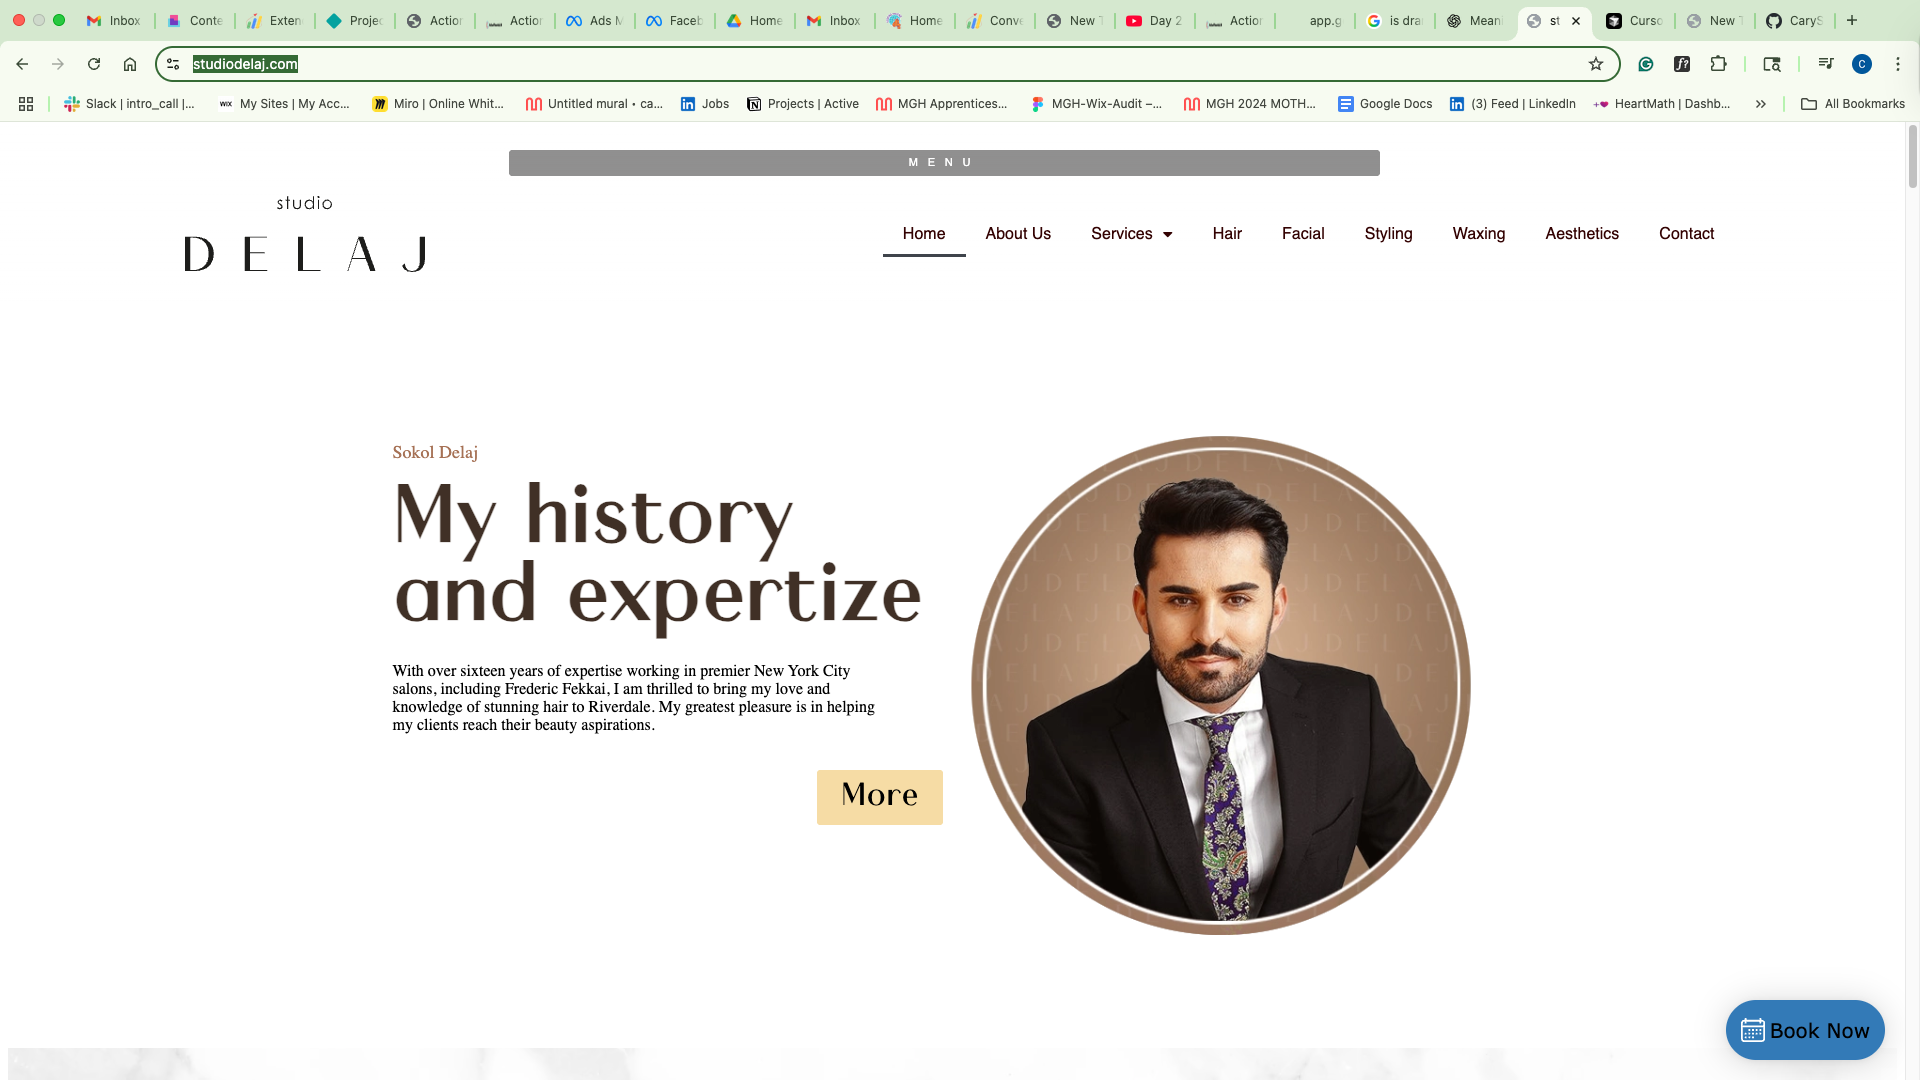 Inbox
Conte
Exten
Projec
Action
Action
Ads M
Faceb
Home
Inbox
Home
Conve
New T
Day 2
Action
app.g
is dra
Meani
st
Curso
New T
CaryS
studiodelaj.com
Slack | intro_call |...
WIX
My Sites | My Acc...
Miro | Online Whit...
Untitled mural • ca...
Jobs
Projects | Active
MGH Apprentices...
MGH-Wix-Audit –...
MGH 2024 MOTH...
Google Docs
(3) Feed | LinkedIn
HeartMath | Dashb...
All Bookmarks
MENU
studio
DELAJ
Home
About Us
Services
Hair
Facial
Styling
Waxing
Aesthetics
Contact
Sokol Delaj
My history
and expertize
With over sixteen years of expertise working in premier New York City
salons, including Frederic Fekkai, I am thrilled to bring my love and
knowledge of stunning hair to Riverdale. My greatest pleasure is in helping
my clients reach their beauty aspirations.
More
Book Now